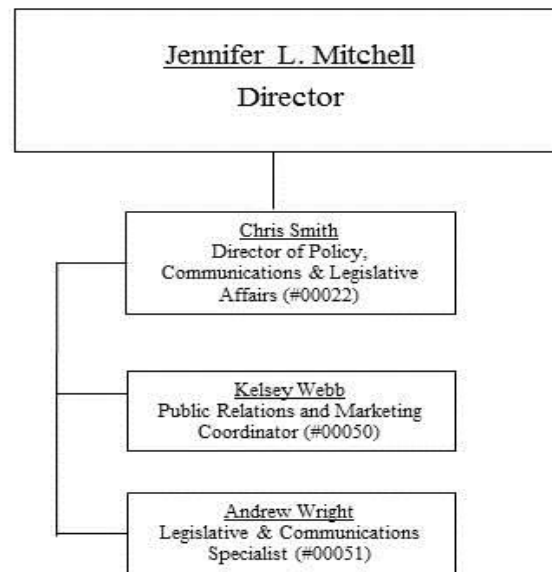 Jennifer L. Mitchell
Director
Chris Smith
Director of Policy,
Communications & Legislative
Affairs (#00022)
Kelsey Webb
Public Relations and Marketing
Coordinator (#00050)
Andrew Wright
Legislative & Communications
Specialist (#00051)